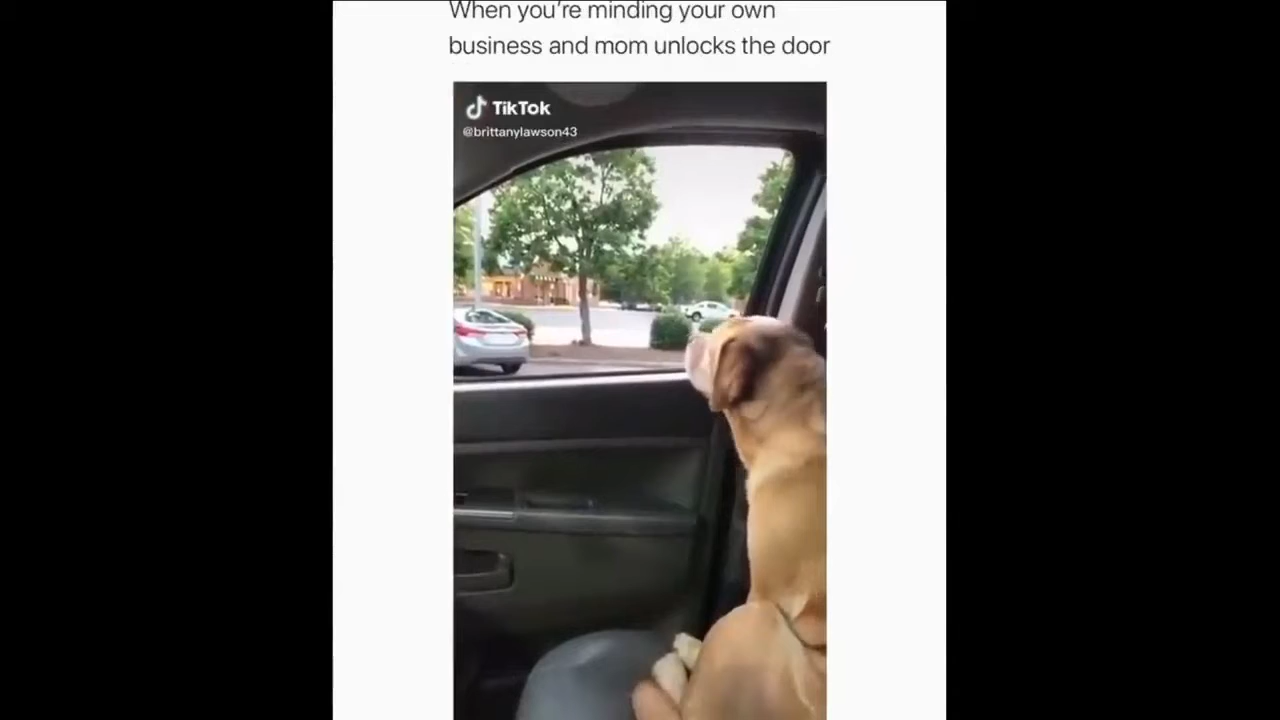 When you're minding your own
business and mom unlocks the door
TikTok
@brittanylawson43